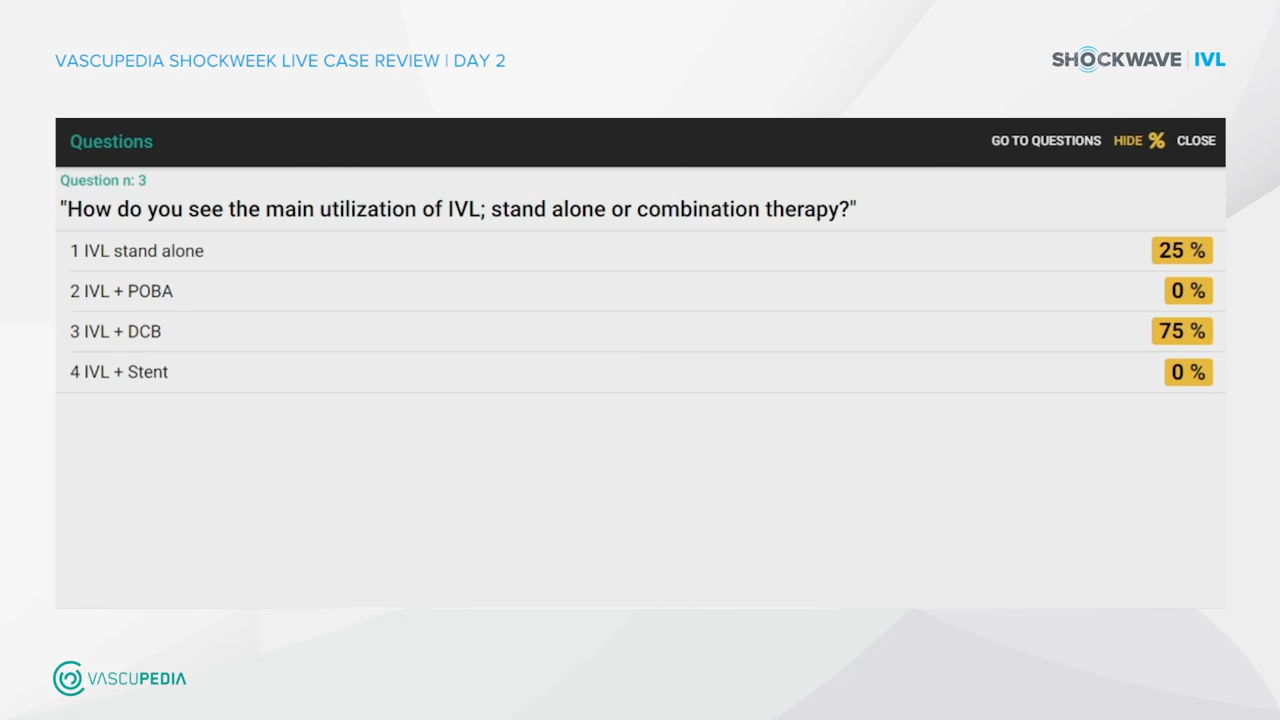 VASCUPEDIA SHOCKWEEK LIVE CASE REVIEW | DAY 2
SHOCKWAVE | IVL
Questions
GO TO QUESTIONS HIDE % CLOSE
Question n: 3
"How do you see the main utilization of IVL; stand alone or combination therapy?"
1 IVL stand alone 25 %
2 IVL + POBA 0 %
3 IVL + DCB 75 %
4 IVL + Stent 0 %
VASCUPEDIA